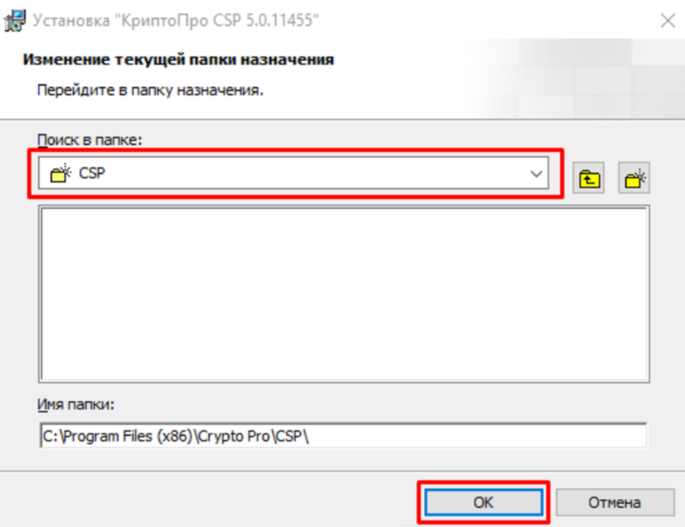 Установка "КриптоПро CSP 5.0.11455"
Изменение текущей папки назначения
Перейдите в папку назначения.
Поиск в папке:
CSP
Имя папки:
C:\Program Files (x86)\Crypto Pro\CSP\
OK
Отмена